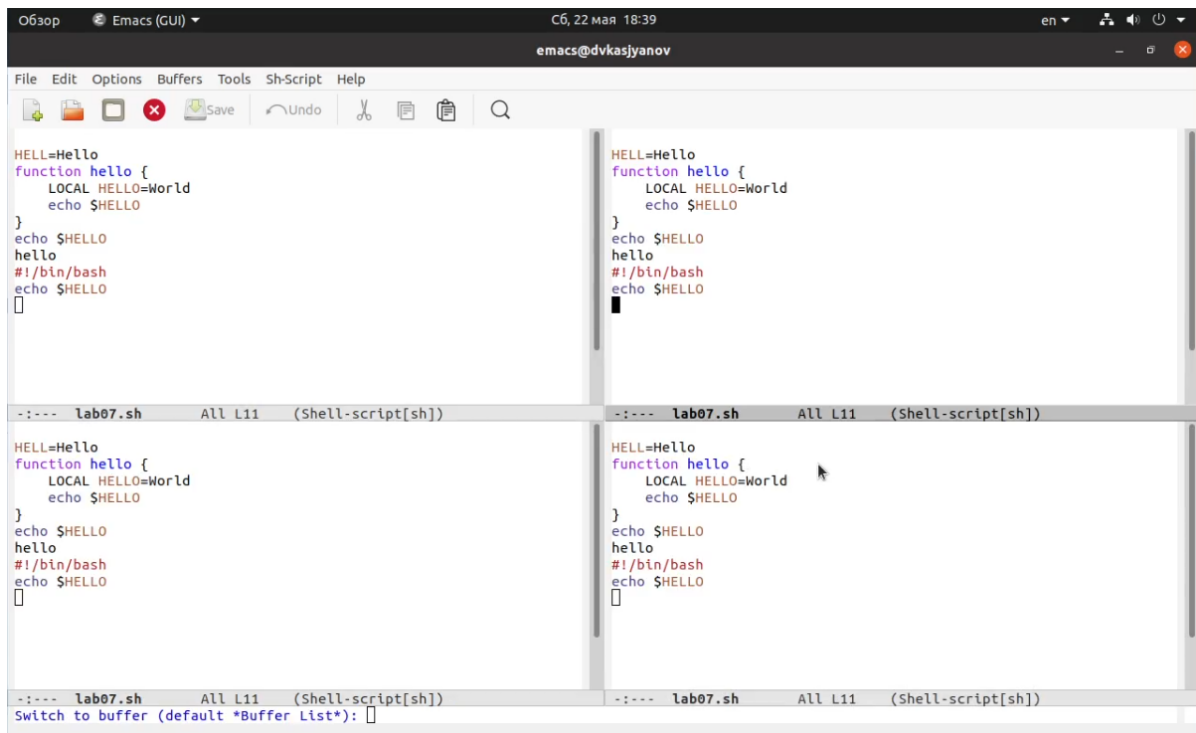 Обзор Emacs (GUI) Сб, 22 мая 18:39 en
emacs@dvkasjyanov
File Edit Options Buffers Tools Sh-Script Help
Save Undo
HELL=Hello
function hello {
    LOCAL HELLO=World
    echo $HELLO
}
echo $HELLO
hello
#!/bin/bash
echo $HELLO
-:--- lab07.sh All L11 (Shell-script[sh])
HELL=Hello
function hello {
    LOCAL HELLO=World
    echo $HELLO
}
echo $HELLO
hello
#!/bin/bash
echo $HELLO
-:--- lab07.sh All L11 (Shell-script[sh])
HELL=Hello
function hello {
    LOCAL HELLO=World
    echo $HELLO
}
echo $HELLO
hello
#!/bin/bash
echo $HELLO
-:--- lab07.sh All L11 (Shell-script[sh])
HELL=Hello
function hello {
    LOCAL HELLO=World
    echo $HELLO
}
echo $HELLO
hello
#!/bin/bash
echo $HELLO
-:--- lab07.sh All L11 (Shell-script[sh])
Switch to buffer (default *Buffer List*):